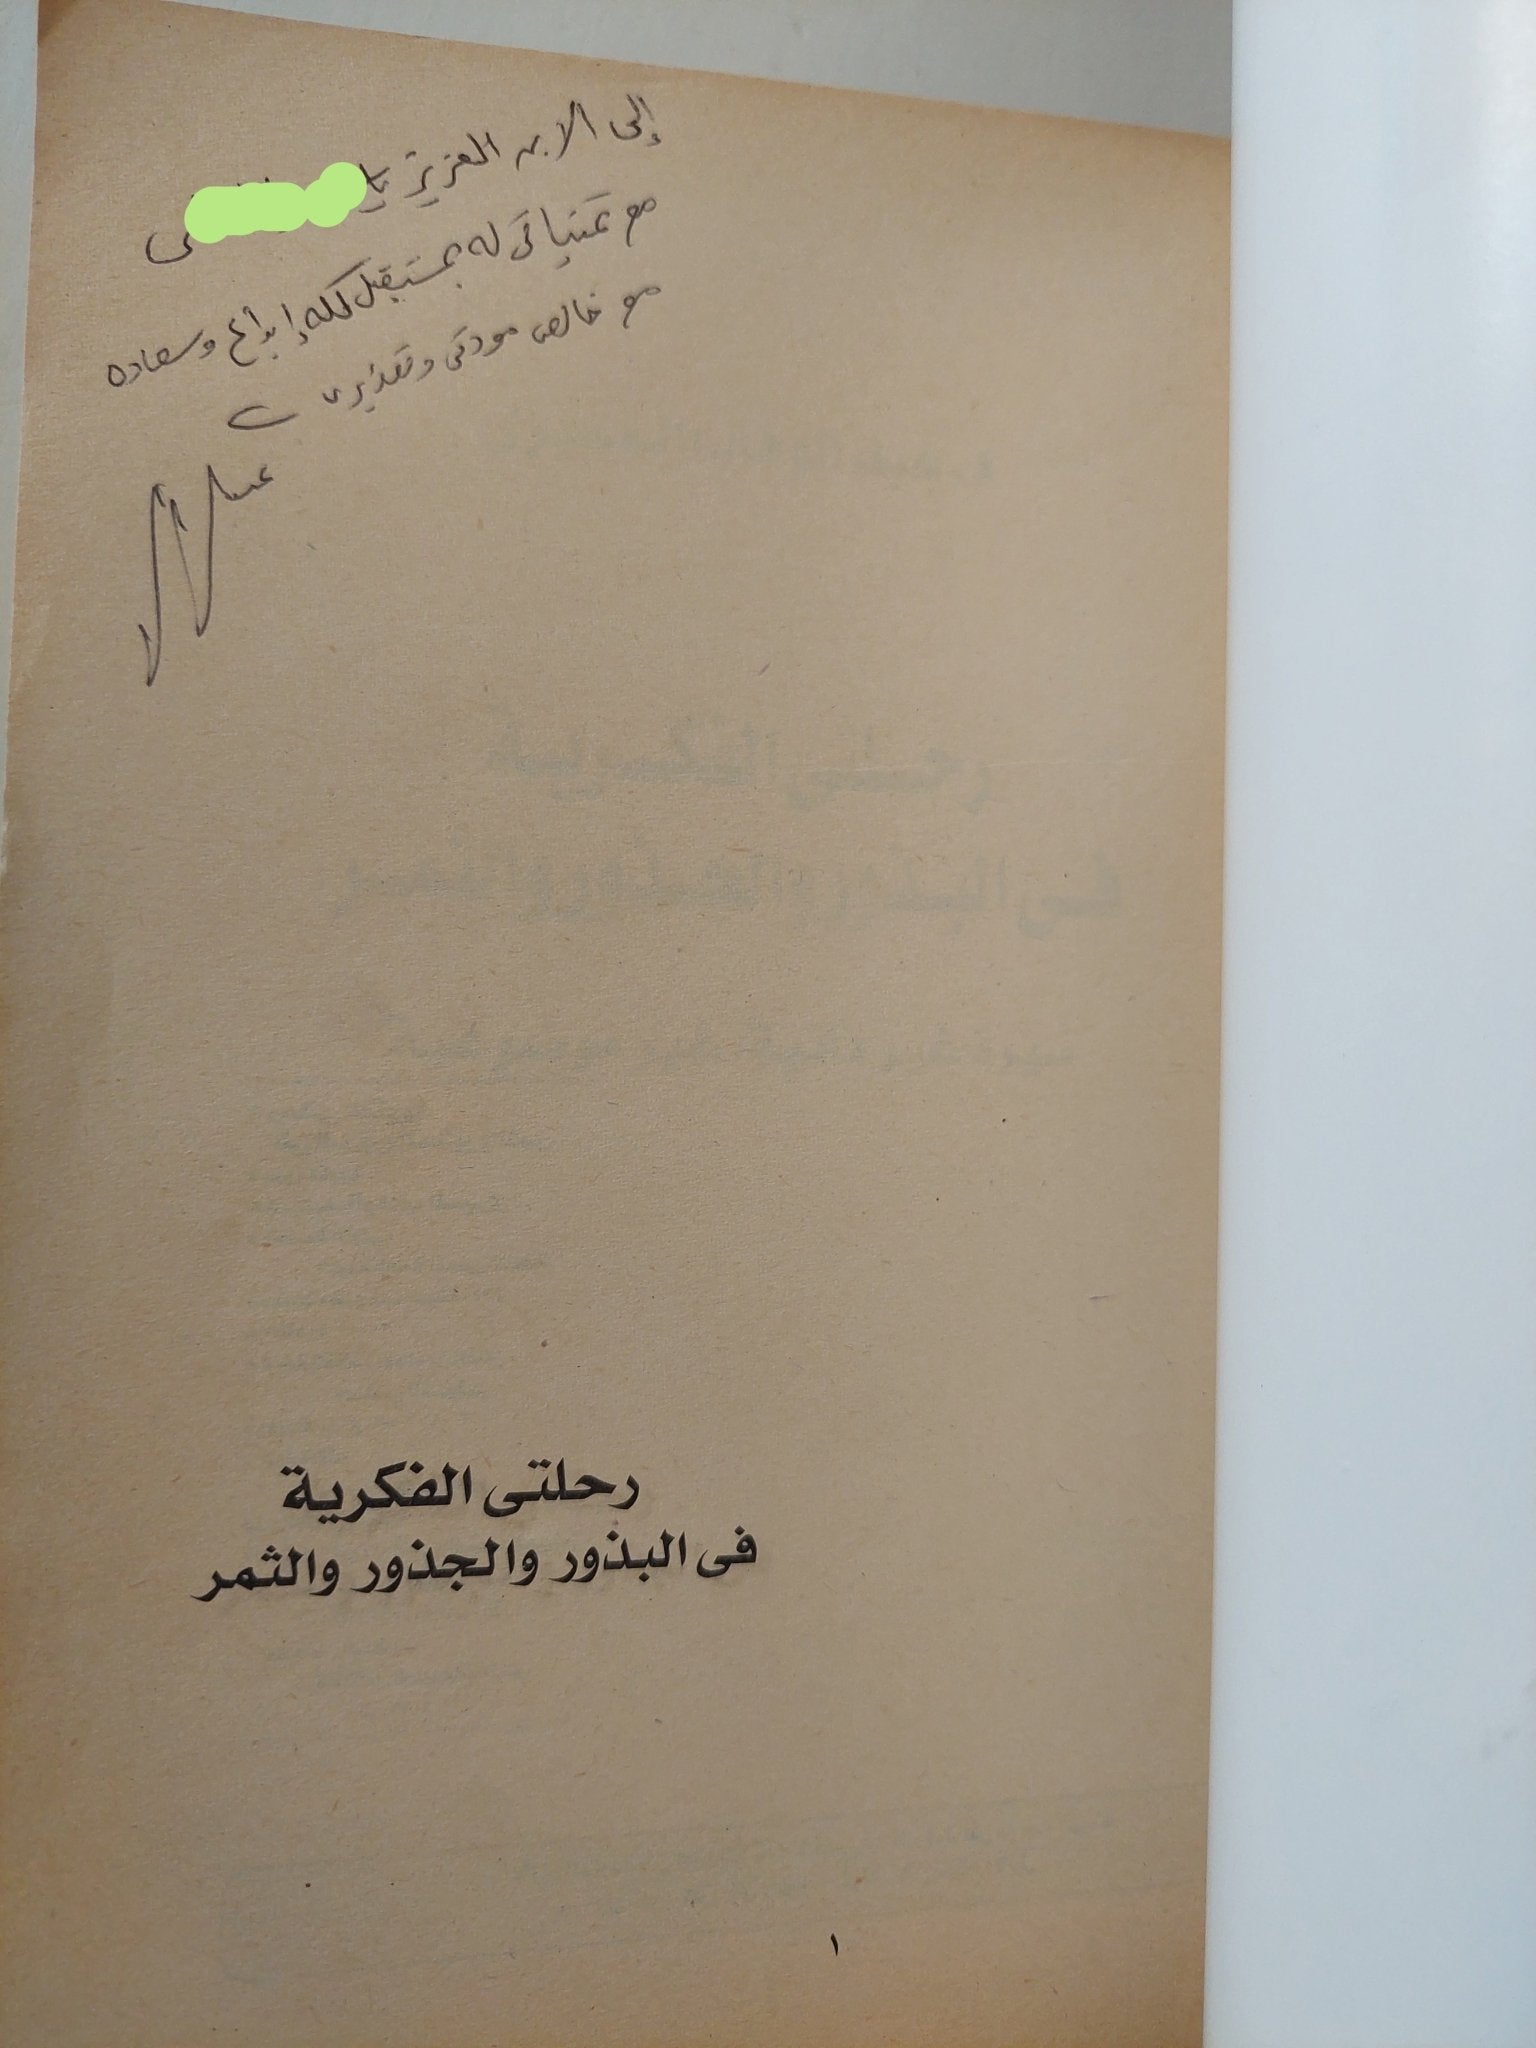 إلى الابن العزيز
مع تمنياتى له بمستقبل كله إبداع وسعاده
مع خالص مودتى وتقديرى
رحلتى الفكرية
فى البذور والجذور والثمر
١